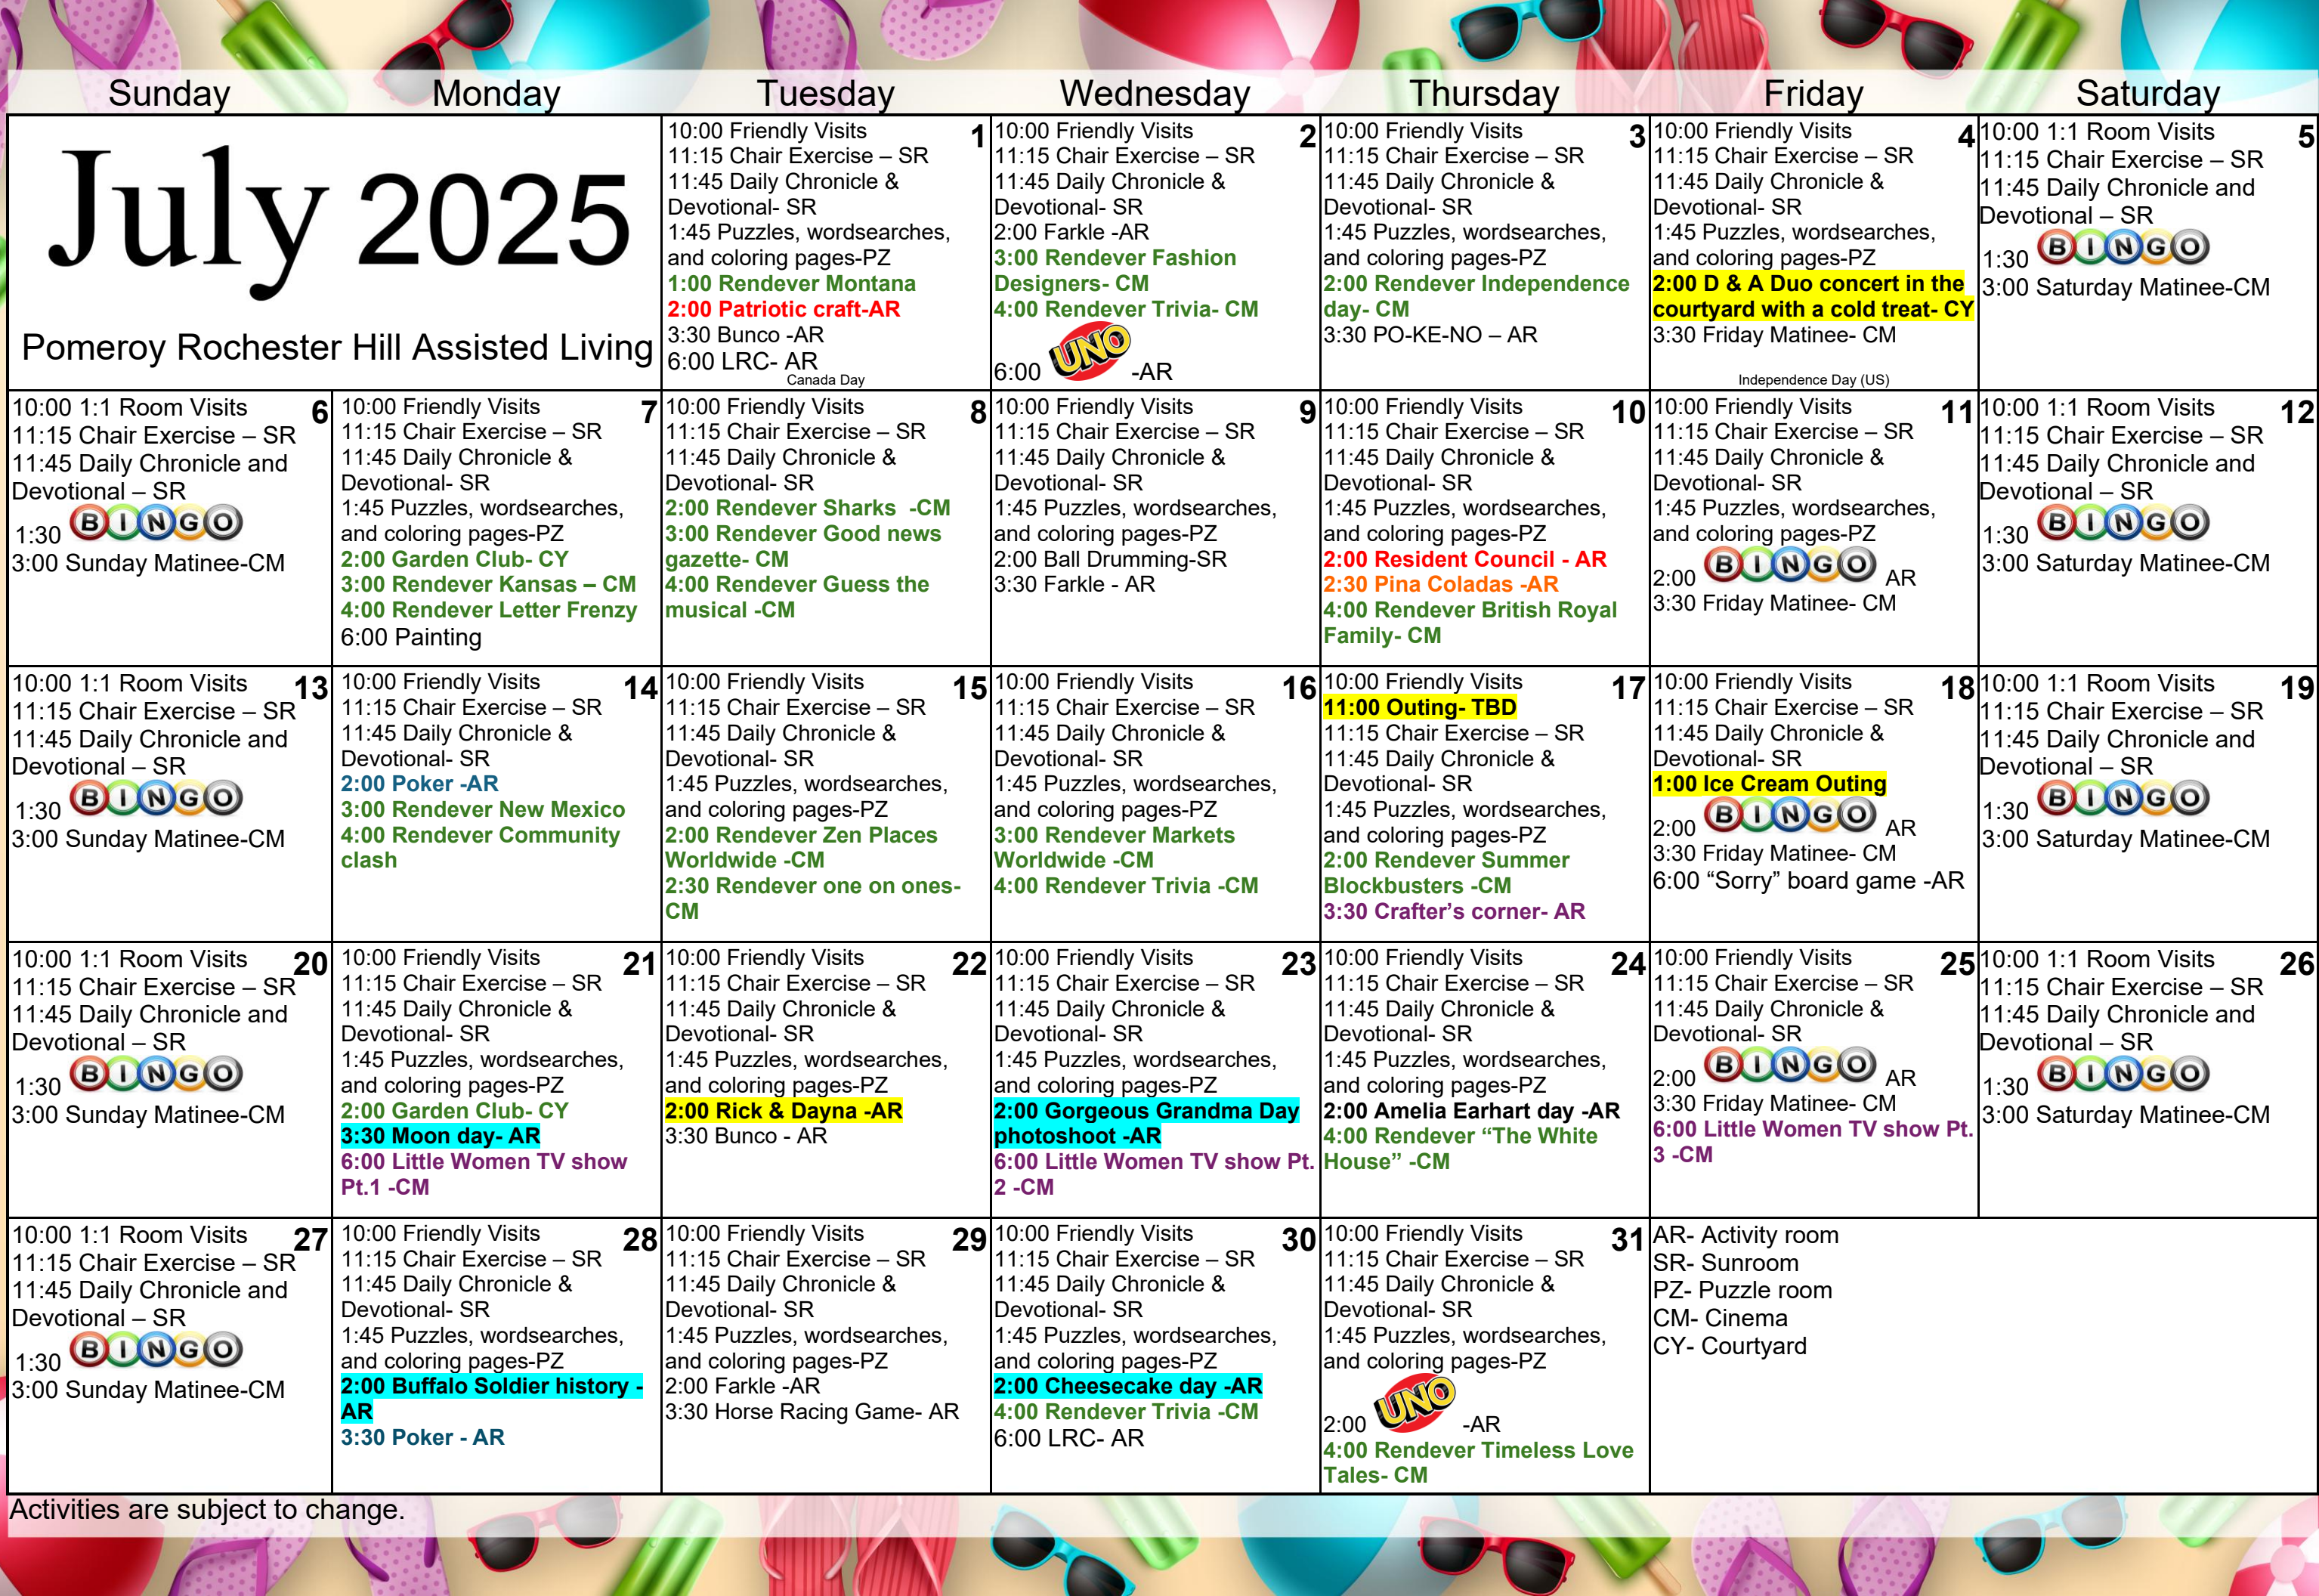 Sunday Monday Tuesday Wednesday Thursday Friday Saturday
July 2025
Pomeroy Rochester Hill Assisted Living
1
10:00 Friendly Visits
11:15 Chair Exercise – SR
11:45 Daily Chronicle &
Devotional- SR
1:45 Puzzles, wordsearches,
and coloring pages-PZ
1:00 Rendever Montana
2:00 Patriotic craft-AR
3:30 Bunco -AR
6:00 LRC- AR
Canada Day
2
10:00 Friendly Visits
11:15 Chair Exercise – SR
11:45 Daily Chronicle &
Devotional- SR
2:00 Farkle -AR
3:00 Rendever Fashion
Designers- CM
4:00 Rendever Trivia- CM
6:00 UNO -AR
3
10:00 Friendly Visits
11:15 Chair Exercise – SR
11:45 Daily Chronicle &
Devotional- SR
1:45 Puzzles, wordsearches,
and coloring pages-PZ
2:00 Rendever Independence
day- CM
3:30 PO-KE-NO – AR
4
10:00 Friendly Visits
11:15 Chair Exercise – SR
11:45 Daily Chronicle &
Devotional- SR
1:45 Puzzles, wordsearches,
and coloring pages-PZ
2:00 D & A Duo concert in the
courtyard with a cold treat- CY
3:30 Friday Matinee- CM
Independence Day (US)
5
10:00 1:1 Room Visits
11:15 Chair Exercise – SR
11:45 Daily Chronicle and
Devotional – SR
1:30 BINGO
3:00 Saturday Matinee-CM
6
10:00 1:1 Room Visits
11:15 Chair Exercise – SR
11:45 Daily Chronicle and
Devotional – SR
1:30 BINGO
3:00 Sunday Matinee-CM
7
10:00 Friendly Visits
11:15 Chair Exercise – SR
11:45 Daily Chronicle &
Devotional- SR
1:45 Puzzles, wordsearches,
and coloring pages-PZ
2:00 Garden Club- CY
3:00 Rendever Kansas – CM
4:00 Rendever Letter Frenzy
6:00 Painting
8
10:00 Friendly Visits
11:15 Chair Exercise – SR
11:45 Daily Chronicle &
Devotional- SR
2:00 Rendever Sharks -CM
3:00 Rendever Good news
gazette- CM
4:00 Rendever Guess the
musical -CM
9
10:00 Friendly Visits
11:15 Chair Exercise – SR
11:45 Daily Chronicle &
Devotional- SR
1:45 Puzzles, wordsearches,
and coloring pages-PZ
2:00 Ball Drumming-SR
3:30 Farkle - AR
10
10:00 Friendly Visits
11:15 Chair Exercise – SR
11:45 Daily Chronicle &
Devotional- SR
1:45 Puzzles, wordsearches,
and coloring pages-PZ
2:00 Resident Council - AR
2:30 Pina Coladas -AR
4:00 Rendever British Royal
Family- CM
11
10:00 Friendly Visits
11:15 Chair Exercise – SR
11:45 Daily Chronicle &
Devotional- SR
1:45 Puzzles, wordsearches,
and coloring pages-PZ
2:00 BINGO AR
3:30 Friday Matinee- CM
12
10:00 1:1 Room Visits
11:15 Chair Exercise – SR
11:45 Daily Chronicle and
Devotional – SR
1:30 BINGO
3:00 Saturday Matinee-CM
13
10:00 1:1 Room Visits
11:15 Chair Exercise – SR
11:45 Daily Chronicle and
Devotional – SR
1:30 BINGO
3:00 Sunday Matinee-CM
14
10:00 Friendly Visits
11:15 Chair Exercise – SR
11:45 Daily Chronicle &
Devotional- SR
2:00 Poker -AR
3:00 Rendever New Mexico
4:00 Rendever Community
clash
15
10:00 Friendly Visits
11:15 Chair Exercise – SR
11:45 Daily Chronicle &
Devotional- SR
1:45 Puzzles, wordsearches,
and coloring pages-PZ
2:00 Rendever Zen Places
Worldwide -CM
2:30 Rendever one on ones-
CM
16
10:00 Friendly Visits
11:15 Chair Exercise – SR
11:45 Daily Chronicle &
Devotional- SR
1:45 Puzzles, wordsearches,
and coloring pages-PZ
3:00 Rendever Markets
Worldwide -CM
4:00 Rendever Trivia -CM
17
10:00 Friendly Visits
11:00 Outing- TBD
11:15 Chair Exercise – SR
11:45 Daily Chronicle &
Devotional- SR
1:45 Puzzles, wordsearches,
and coloring pages-PZ
2:00 Rendever Summer
Blockbusters -CM
3:30 Crafter’s corner- AR
18
10:00 Friendly Visits
11:15 Chair Exercise – SR
11:45 Daily Chronicle &
Devotional- SR
1:00 Ice Cream Outing
2:00 BINGO AR
3:30 Friday Matinee- CM
6:00 “Sorry” board game -AR
19
10:00 1:1 Room Visits
11:15 Chair Exercise – SR
11:45 Daily Chronicle and
Devotional – SR
1:30 BINGO
3:00 Saturday Matinee-CM
20
10:00 1:1 Room Visits
11:15 Chair Exercise – SR
11:45 Daily Chronicle and
Devotional – SR
1:30 BINGO
3:00 Sunday Matinee-CM
21
10:00 Friendly Visits
11:15 Chair Exercise – SR
11:45 Daily Chronicle &
Devotional- SR
1:45 Puzzles, wordsearches,
and coloring pages-PZ
2:00 Garden Club- CY
3:30 Moon day- AR
6:00 Little Women TV show
Pt.1 -CM
22
10:00 Friendly Visits
11:15 Chair Exercise – SR
11:45 Daily Chronicle &
Devotional- SR
1:45 Puzzles, wordsearches,
and coloring pages-PZ
2:00 Rick & Dayna -AR
3:30 Bunco - AR
23
10:00 Friendly Visits
11:15 Chair Exercise – SR
11:45 Daily Chronicle &
Devotional- SR
1:45 Puzzles, wordsearches,
and coloring pages-PZ
2:00 Gorgeous Grandma Day
photoshoot -AR
6:00 Little Women TV show Pt.
2 -CM
24
10:00 Friendly Visits
11:15 Chair Exercise – SR
11:45 Daily Chronicle &
Devotional- SR
1:45 Puzzles, wordsearches,
and coloring pages-PZ
2:00 Amelia Earhart day -AR
4:00 Rendever “The White
House” -CM
25
10:00 Friendly Visits
11:15 Chair Exercise – SR
11:45 Daily Chronicle &
Devotional- SR
2:00 BINGO AR
3:30 Friday Matinee- CM
6:00 Little Women TV show Pt.
3 -CM
26
10:00 1:1 Room Visits
11:15 Chair Exercise – SR
11:45 Daily Chronicle and
Devotional – SR
1:30 BINGO
3:00 Saturday Matinee-CM
27
10:00 1:1 Room Visits
11:15 Chair Exercise – SR
11:45 Daily Chronicle and
Devotional – SR
1:30 BINGO
3:00 Sunday Matinee-CM
28
10:00 Friendly Visits
11:15 Chair Exercise – SR
11:45 Daily Chronicle &
Devotional- SR
1:45 Puzzles, wordsearches,
and coloring pages-PZ
2:00 Buffalo Soldier history -
AR
3:30 Poker - AR
29
10:00 Friendly Visits
11:15 Chair Exercise – SR
11:45 Daily Chronicle &
Devotional- SR
1:45 Puzzles, wordsearches,
and coloring pages-PZ
2:00 Farkle -AR
3:30 Horse Racing Game- AR
30
10:00 Friendly Visits
11:15 Chair Exercise – SR
11:45 Daily Chronicle &
Devotional- SR
1:45 Puzzles, wordsearches,
and coloring pages-PZ
2:00 Cheesecake day -AR
4:00 Rendever Trivia -CM
6:00 LRC- AR
31
10:00 Friendly Visits
11:15 Chair Exercise – SR
11:45 Daily Chronicle &
Devotional- SR
1:45 Puzzles, wordsearches,
and coloring pages-PZ
2:00 UNO -AR
4:00 Rendever Timeless Love
Tales- CM
AR- Activity room
SR- Sunroom
PZ- Puzzle room
CM- Cinema
CY- Courtyard
Activities are subject to change.